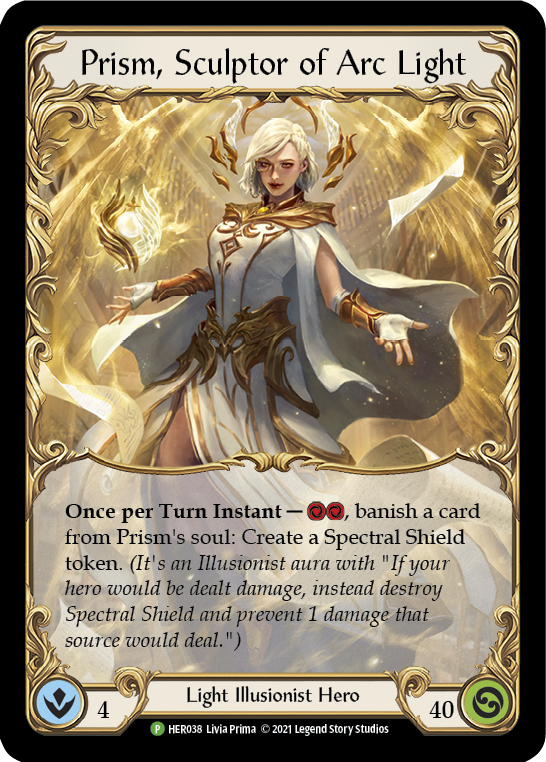 Prism, Sculptor of Arc Light
Once per Turn Instant — , banish a card
from Prism's soul: Create a Spectral Shield
token. (It's an Illusionist aura with "If your
hero would be dealt damage, instead destroy
Spectral Shield and prevent 1 damage that
source would deal.")
Light Illusionist Hero
4
40
P HER038 Livia Prima © 2021 Legend Story Studios